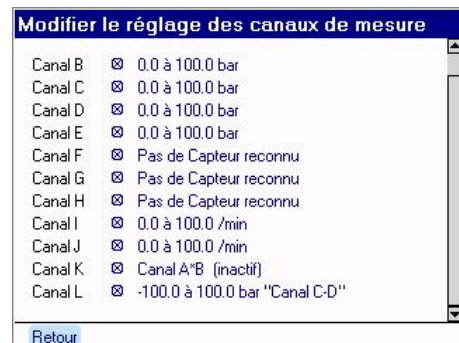 Modifier le réglage des canaux de mesure
Canal B 0.0 à 100.0 bar
Canal C 0.0 à 100.0 bar
Canal D 0.0 à 100.0 bar
Canal E 0.0 à 100.0 bar
Canal F Pas de Capteur reconnu
Canal G Pas de Capteur reconnu
Canal H Pas de Capteur reconnu
Canal I 0.0 à 100.0 /min
Canal J 0.0 à 100.0 /min
Canal K Canal A*B (inactif)
Canal L -100.0 à 100.0 bar "Canal C-D"
Retour